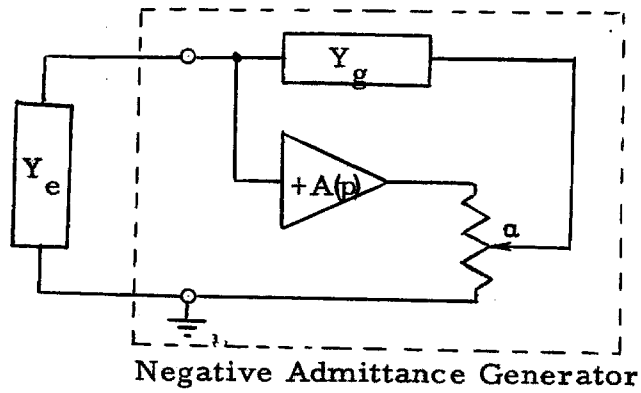 Y_g
Y_e
+A(p)
α
Negative Admittance Generator